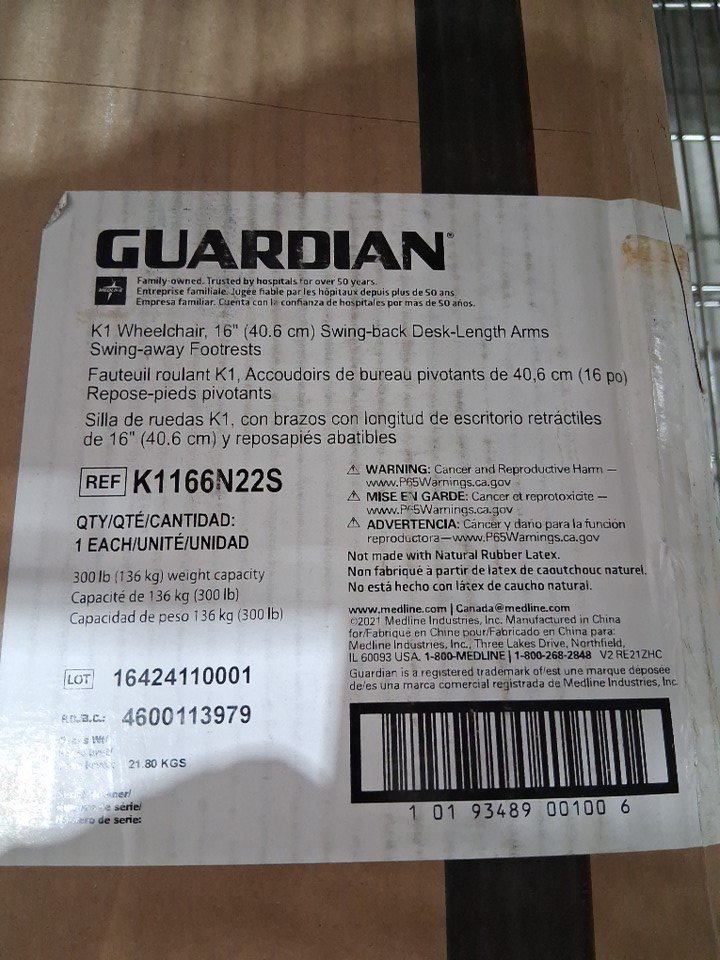 GUARDIAN®
MEDLINE
Family-owned. Trusted by hospitals for over 50 years.
Entreprise familiale. Jugée fiable par les hôpitaux depuis plus de 50 ans.
Empresa familiar. Cuenta con la confianza de hospitales por mas de 50 años.
K1 Wheelchair, 16" (40.6 cm) Swing-back Desk-Length Arms
Swing-away Footrests
Fauteuil roulant K1, Accoudoirs de bureau pivotants de 40,6 cm (16 po)
Repose-pieds pivotants
Silla de ruedas K1, con brazos con longitud de escritorio retráctiles
de 16" (40.6 cm) y reposapiés abatibles
REF K1166N22S
QTY/QTÉ/CANTIDAD:
1 EACH/UNITÉ/UNIDAD
300 lb (136 kg) weight capacity
Capacité de 136 kg (300 lb)
Capacidad de peso 136 kg (300 lb)
⚠ WARNING: Cancer and Reproductive Harm —
www.P65Warnings.ca.gov
⚠ MISE EN GARDE: Cancer et reprotoxicité —
www.P65Warnings.ca.gov
⚠ ADVERTENCIA: Cáncer y daño para la función
reproductora—www.P65Warnings.ca.gov
Not made with Natural Rubber Latex.
Non fabriqué à partir de latex de caoutchouc naturel.
No está hecho con látex de caucho natural.
www.medline.com | Canada@medline.com
©2021 Medline Industries, Inc. Manufactured in China
for/Fabrique en Chine pour/Fabricado en China para:
Medline Industries, Inc., Three Lakes Drive, Northfield,
IL 60093 USA. 1-800-MEDLINE | 1-800-268-2848 V2 RE21ZHC
Guardian is a registered trademark of/est une marque déposée
de/es una marca comercial registrada de Medline Industries, Inc.
LOT 16424110001
4600113979
21.80 KGS
de série/
de serie:
1 01 93489 00100 6